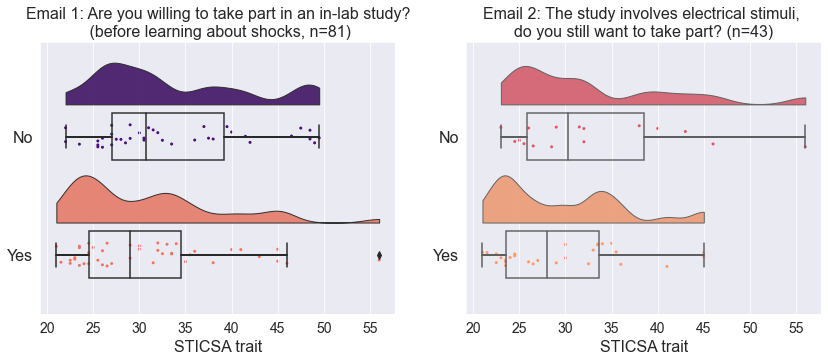 Email 1: Are you willing to take part in an in-lab study?
(before learning about shocks, n=81)
No
Yes
20 25 30 35 40 45 50 55
STICSA trait
Email 2: The study involves electrical stimuli,
do you still want to take part? (n=43)
No
Yes
20 25 30 35 40 45 50 55
STICSA trait